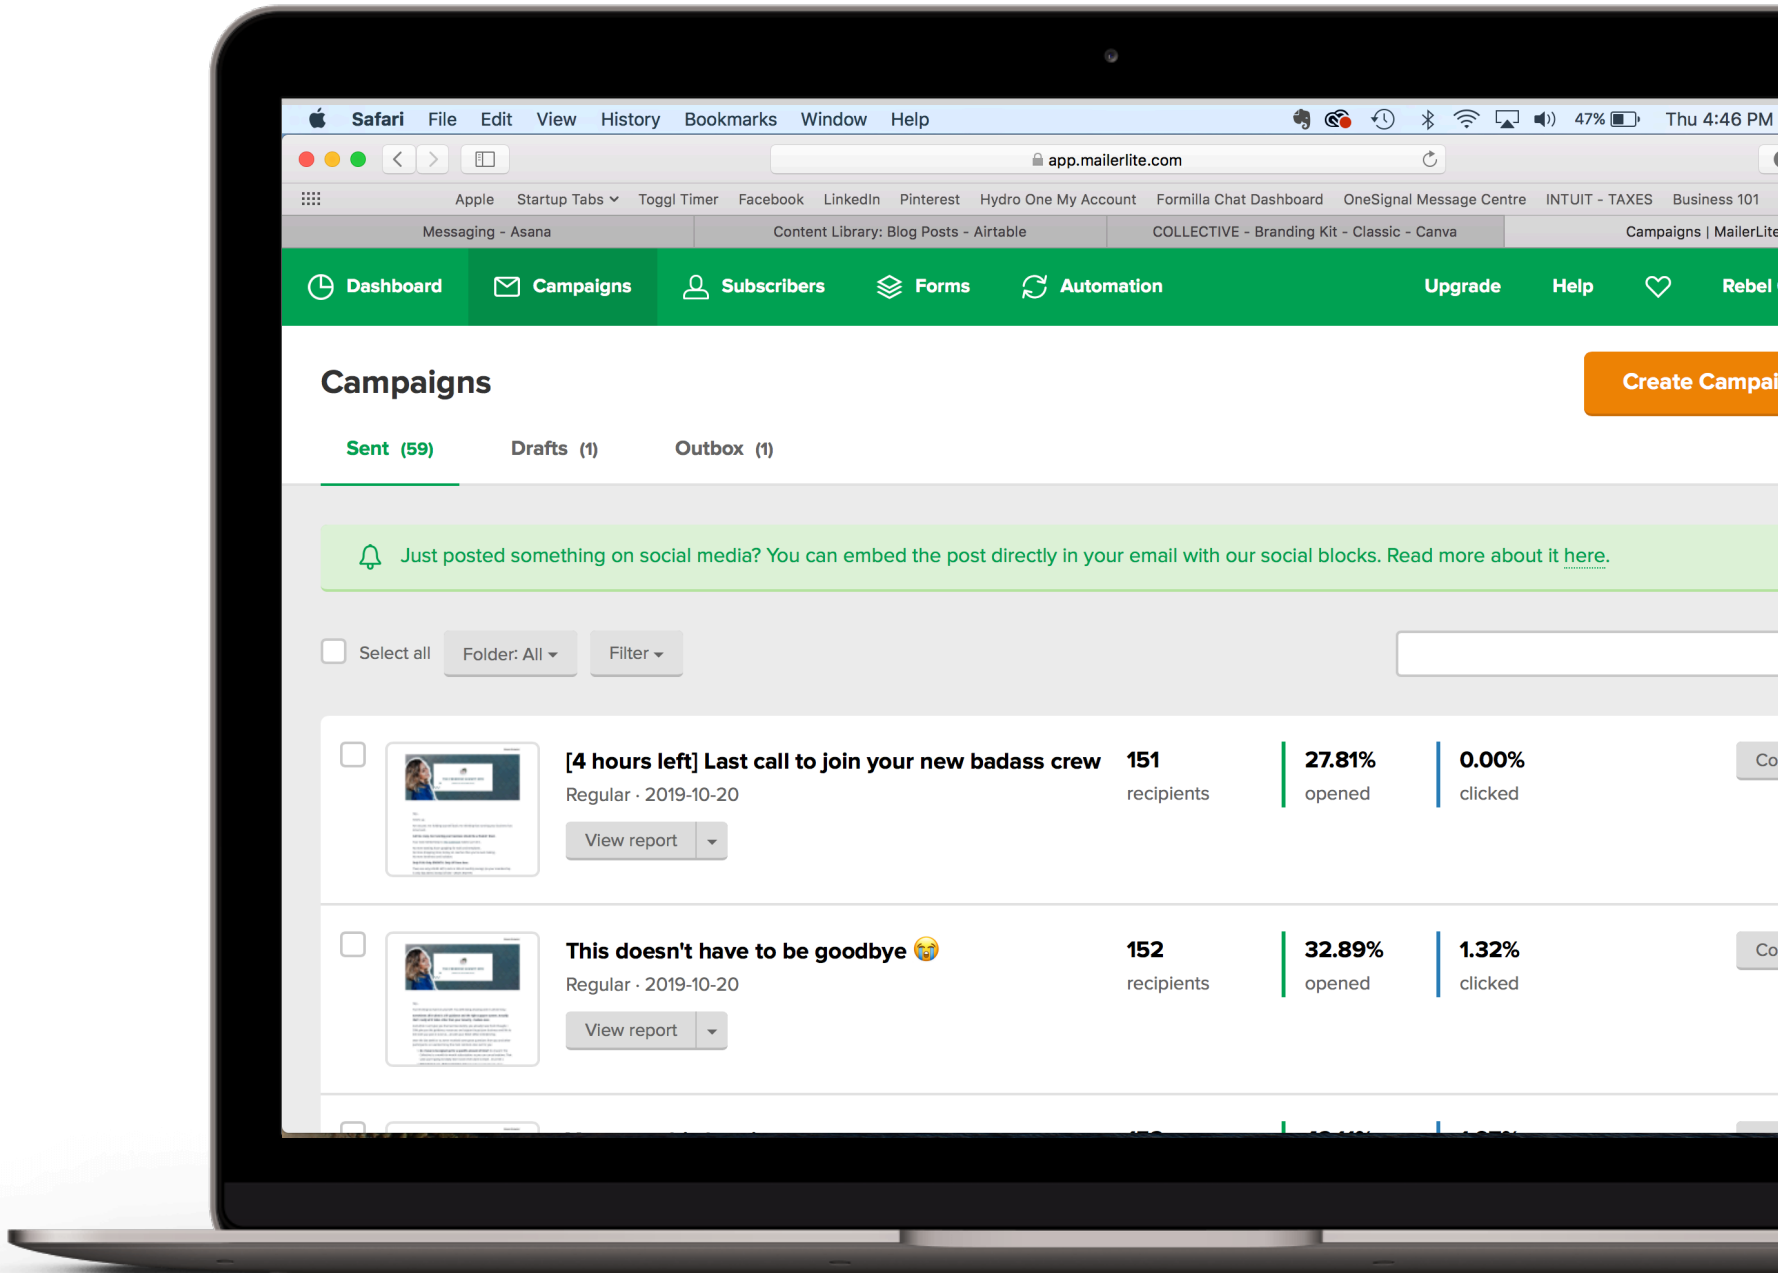 Safari File Edit View History Bookmarks Window Help 47% Thu 4:46 PM
app.mailerlite.com
Apple Startup Tabs Toggl Timer Facebook LinkedIn Pinterest Hydro One My Account Formilla Chat Dashboard OneSignal Message Centre INTUIT - TAXES Business 101
Messaging - Asana Content Library: Blog Posts - Airtable COLLECTIVE - Branding Kit - Classic - Canva Campaigns | MailerLite
Dashboard Campaigns Subscribers Forms Automation Upgrade Help Rebel
Campaigns
Create Campai
Sent (59) Drafts (1) Outbox (1)
Just posted something on social media? You can embed the post directly in your email with our social blocks. Read more about it here.
Select all Folder: All Filter
[4 hours left] Last call to join your new badass crew 151 27.81% 0.00% Co
Regular · 2019-10-20 recipients opened clicked
View report
This doesn't have to be goodbye 😭 152 32.89% 1.32% Co
Regular · 2019-10-20 recipients opened clicked
View report